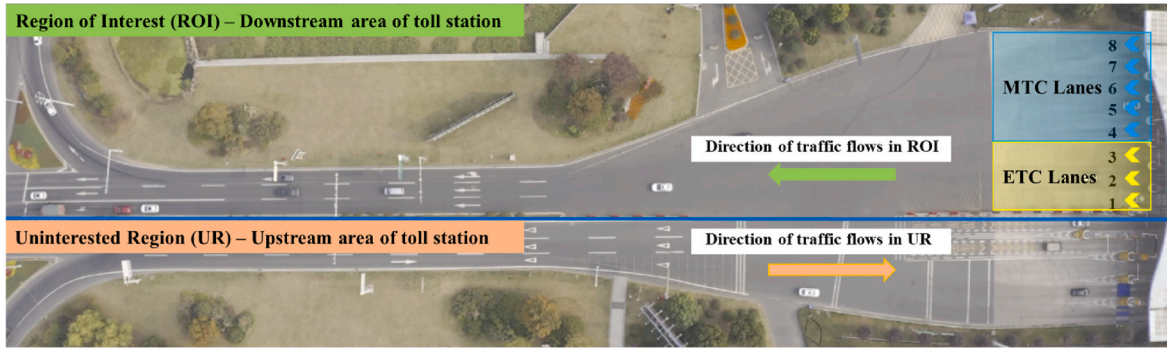 Region of Interest (ROI) – Downstream area of toll station
8
7
MTC Lanes
6
5
4
Direction of traffic flows in ROI
3
ETC Lanes
2
1
Uninterested Region (UR) – Upstream area of toll station
Direction of traffic flows in UR